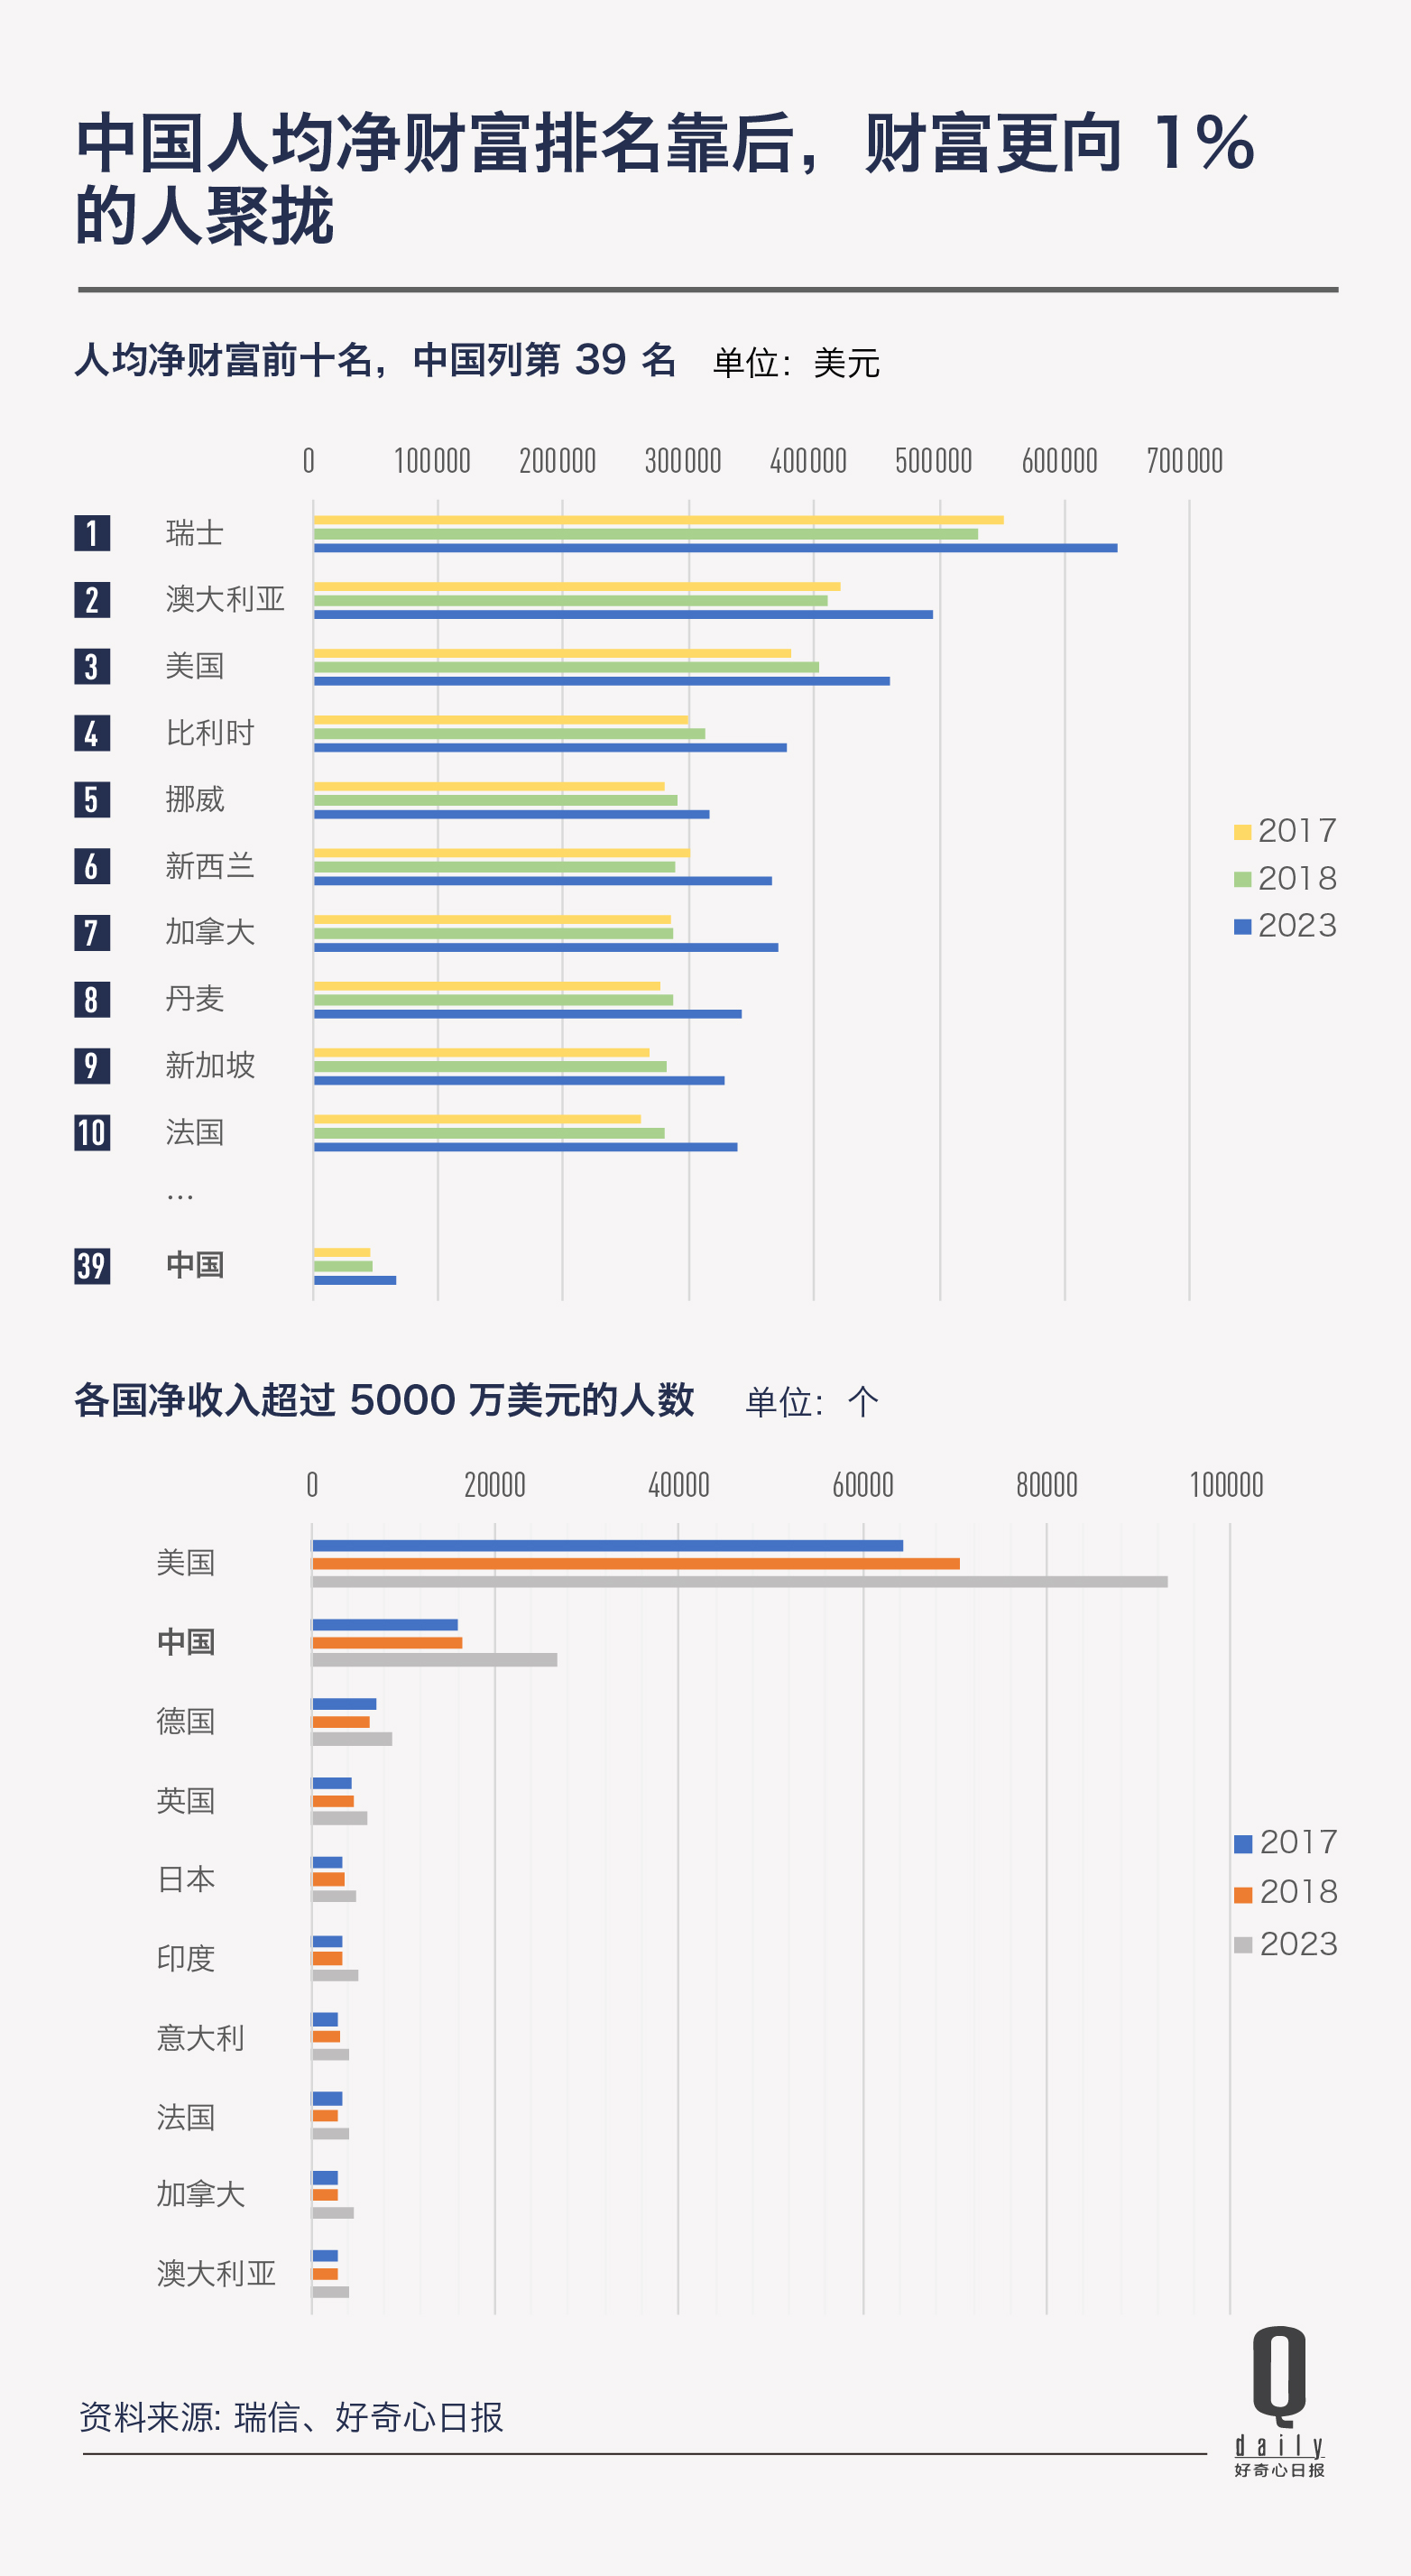 中国人均净财富排名靠后，财富更向 1%
的人聚拢
人均净财富前十名，中国列第 39 名 单位：美元
0 100000 200000 300000 400000 500000 600000 700000
1 瑞士
2 澳大利亚
3 美国
4 比利时
5 挪威
6 新西兰
7 加拿大
8 丹麦
9 新加坡
10 法国
...
39 中国
2017
2018
2023
各国净收入超过 5000 万美元的人数 单位：个
0 20000 40000 60000 80000 100000
美国
中国
德国
英国
日本
印度
意大利
法国
加拿大
澳大利亚
2017
2018
2023
资料来源: 瑞信、好奇心日报
Q
daily
好奇心日报